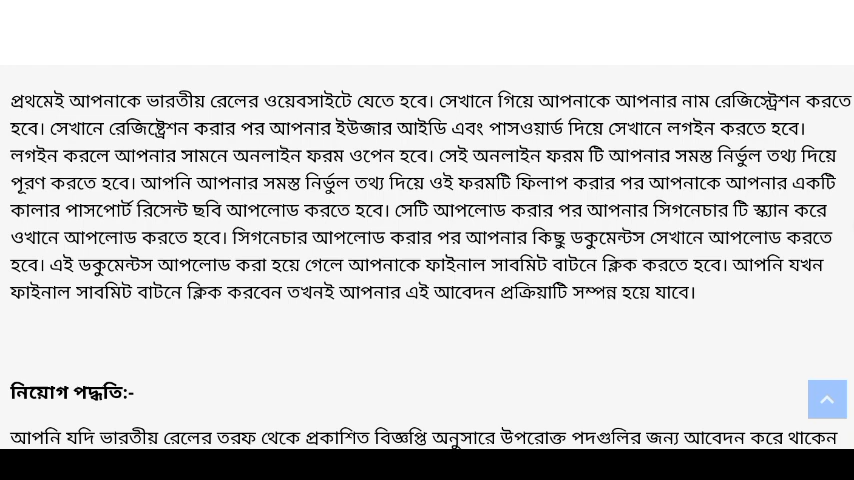 প্রথমেই আপনাকে ভারতীয় রেলের ওয়েবসাইটে যেতে হবে। সেখানে গিয়ে আপনাকে আপনার নাম রেজিস্ট্রেশন করতে
হবে। সেখানে রেজিষ্ট্রেশন করার পর আপনার ইউজার আইডি এবং পাসওয়ার্ড দিয়ে সেখানে লগইন করতে হবে।
লগইন করলে আপনার সামনে অনলাইন ফরম ওপেন হবে। সেই অনলাইন ফরম টি আপনার সমস্ত নির্ভুল তথ্য দিয়ে
পূরণ করতে হবে। আপনি আপনার সমস্ত নির্ভুল তথ্য দিয়ে ওই ফরমটি ফিলাপ করার পর আপনাকে আপনার একটি
কালার পাসপোর্ট রিসেন্ট ছবি আপলোড করতে হবে। সেটি আপলোড করার পর আপনার সিগনেচার টি স্ক্যান করে
ওখানে আপলোড করতে হবে। সিগনেচার আপলোড করার পর আপনার কিছু ডকুমেন্টস সেখানে আপলোড করতে
হবে। এই ডকুমেন্টস আপলোড করা হয়ে গেলে আপনাকে ফাইনাল সাবমিট বাটনে ক্লিক করতে হবে। আপনি যখন
ফাইনাল সাবমিট বাটনে ক্লিক করবেন তখনই আপনার এই আবেদন প্রক্রিয়াটি সম্পন্ন হয়ে যাবে।
নিয়োগ পদ্ধতি:-
আপনি যদি ভারতীয় রেলের তরফ থেকে প্রকাশিত বিজ্ঞপ্তি অনুসারে উপরোক্ত পদগুলির জন্য আবেদন করে থাকেন